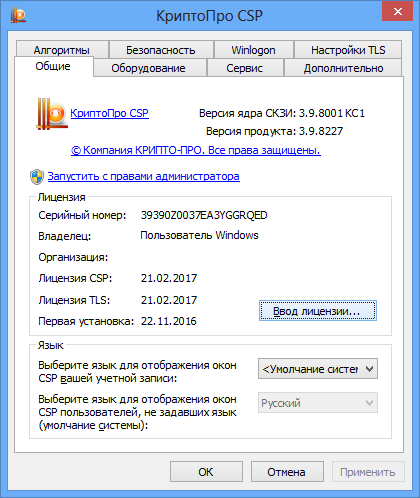 КриптоПро CSP
Алгоритмы Безопасность Winlogon Настройки TLS
Общие Оборудование Сервис Дополнительно
КриптоПро CSP
Версия ядра СКЗИ: 3.9.8001 КС1
Версия продукта: 3.9.8227
© Компания КРИПТО-ПРО. Все права защищены.
Запустить с правами администратора
Лицензия
Серийный номер: 39390Z0037EA3YGGRQED
Владелец: Пользователь Windows
Организация:
Лицензия CSP: 21.02.2017
Лицензия TLS: 21.02.2017
Ввод лицензии...
Первая установка: 22.11.2016
Язык
Выберите язык для отображения окон
CSP вашей учетной записи:
<Умолчание систем
Выберите язык для отображения окон
CSP пользователей, не задавших язык
(умолчание системы):
Русский
ОК Отмена Применить